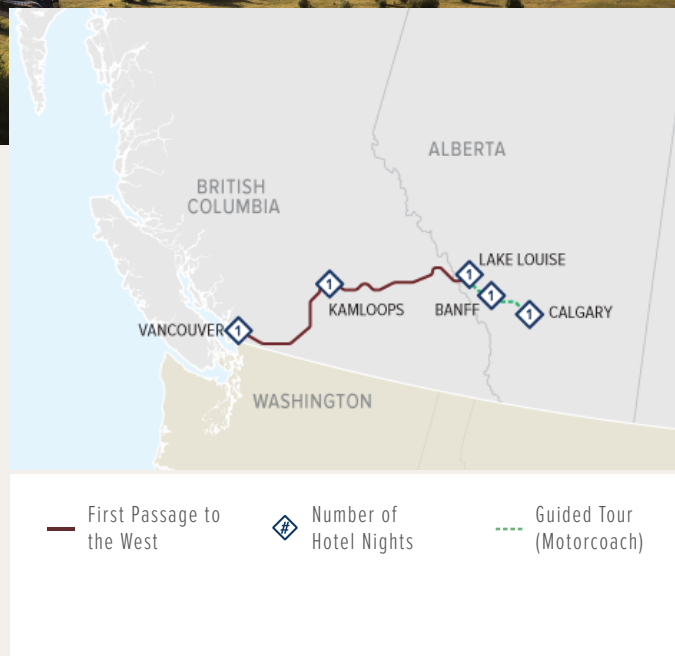 ALBERTA
BRITISH
COLUMBIA
LAKE LOUISE
1
1
KAMLOOPS
BANFF
1
1
CALGARY
VANCOUVER
1
WASHINGTON
First Passage to
the West
#
Number of
Hotel Nights
Guided Tour
(Motorcoach)